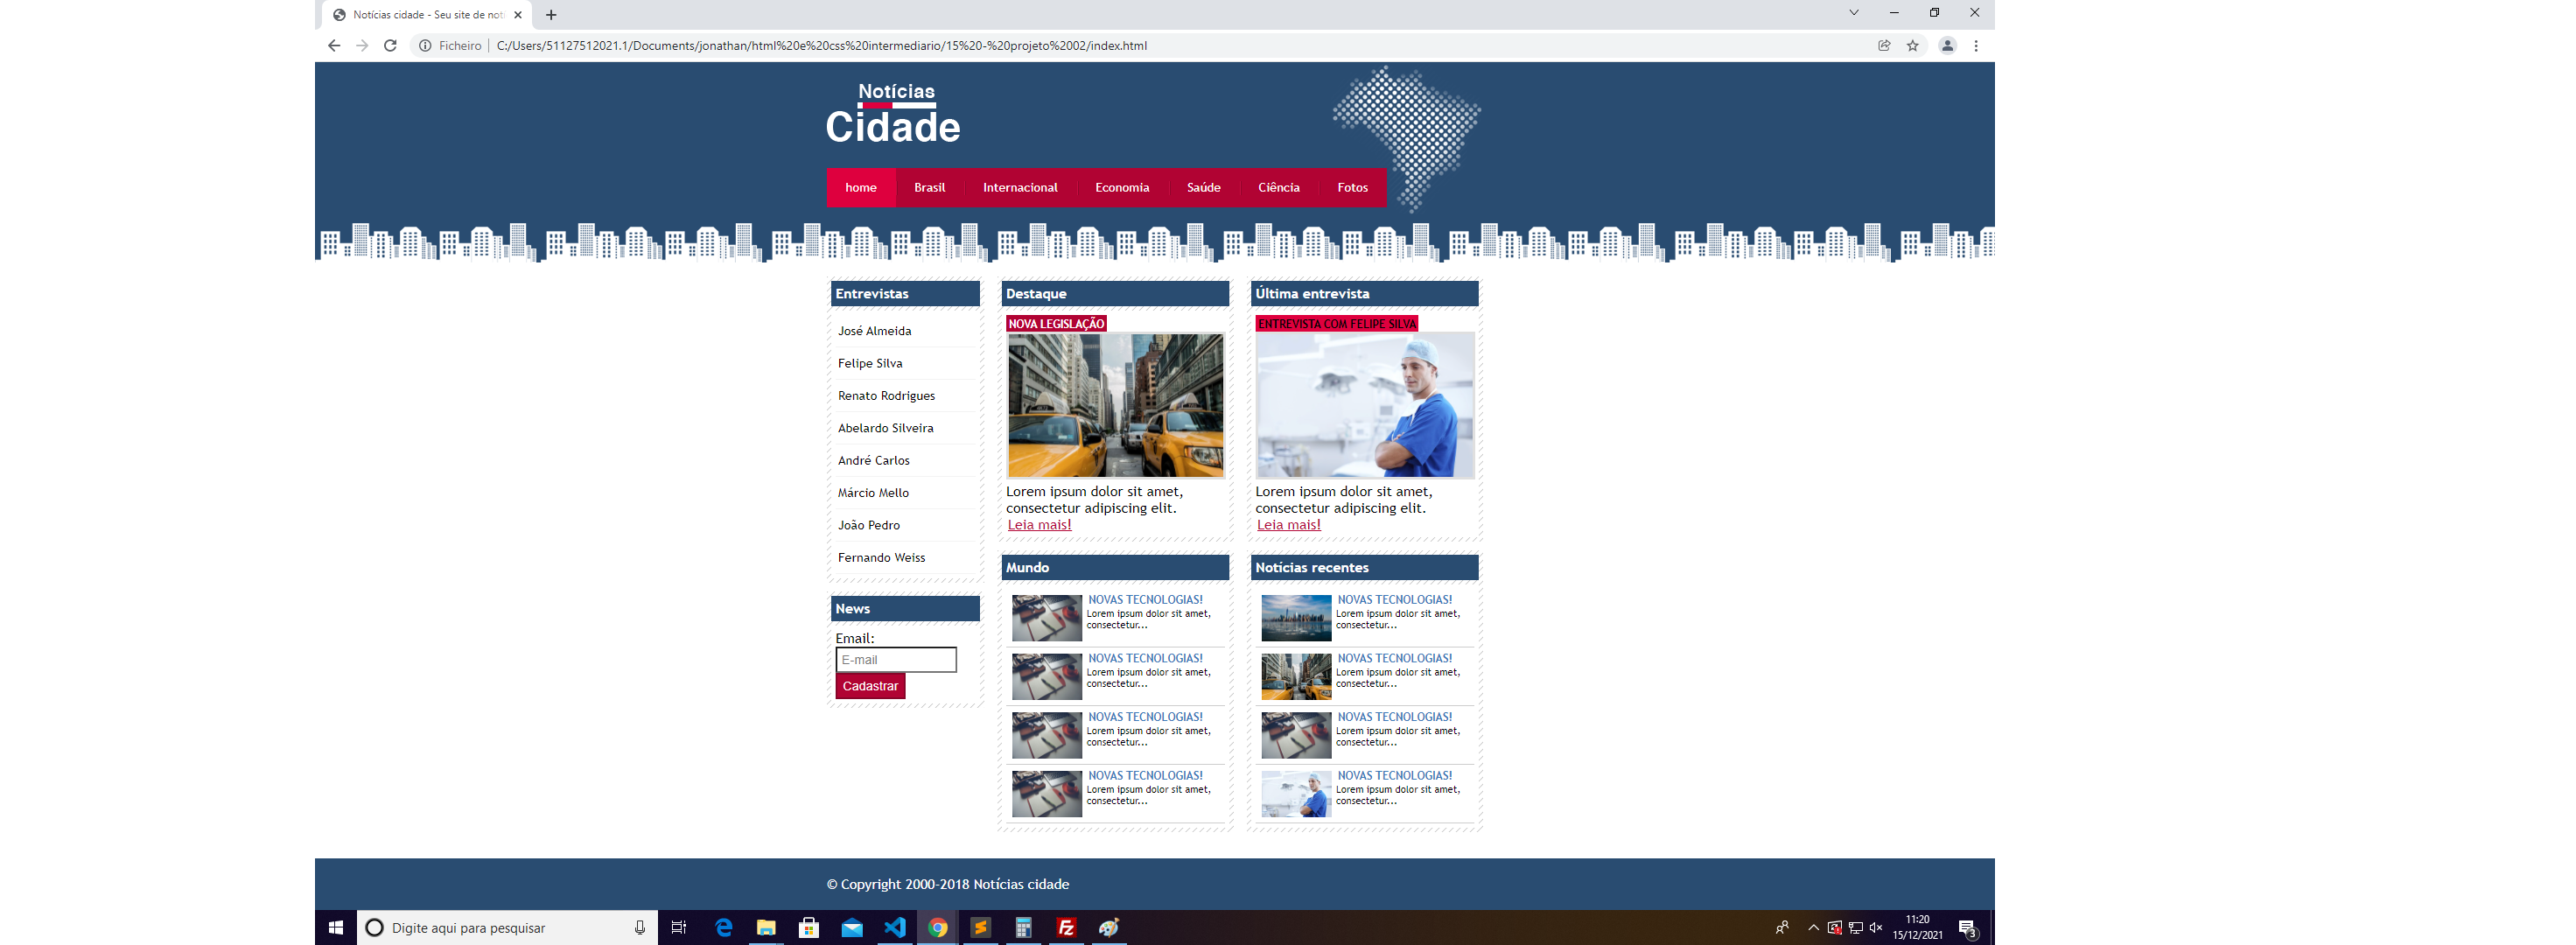 Notícias cidade - Seu site de notí
Ficheiro | C:/Users/51127512021.1/Documents/jonathan/html%20e%20css%20intermediario/15%20-%20projeto%2002/index.html
Notícias
Cidade
home Brasil Internacional Economia Saúde Ciência Fotos
Entrevistas
José Almeida
Felipe Silva
Renato Rodrigues
Abelardo Silveira
André Carlos
Márcio Mello
João Pedro
Fernando Weiss
News
Email:
E-mail
Cadastrar
Destaque
NOVA LEGISLAÇÃO
Lorem ipsum dolor sit amet,
consectetur adipiscing elit.
Leia mais!
Última entrevista
ENTREVISTA COM FELIPE SILVA
Lorem ipsum dolor sit amet,
consectetur adipiscing elit.
Leia mais!
Mundo
NOVAS TECNOLOGIAS!
Lorem ipsum dolor sit amet,
consectetur...
NOVAS TECNOLOGIAS!
Lorem ipsum dolor sit amet,
consectetur...
NOVAS TECNOLOGIAS!
Lorem ipsum dolor sit amet,
consectetur...
NOVAS TECNOLOGIAS!
Lorem ipsum dolor sit amet,
consectetur...
Notícias recentes
NOVAS TECNOLOGIAS!
Lorem ipsum dolor sit amet,
consectetur...
NOVAS TECNOLOGIAS!
Lorem ipsum dolor sit amet,
consectetur...
NOVAS TECNOLOGIAS!
Lorem ipsum dolor sit amet,
consectetur...
NOVAS TECNOLOGIAS!
Lorem ipsum dolor sit amet,
consectetur...
© Copyright 2000-2018 Notícias cidade
Digite aqui para pesquisar
11:20
15/12/2021
3